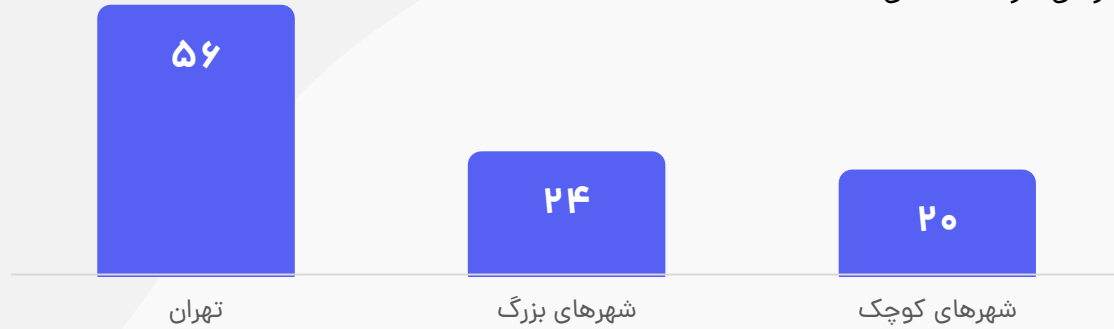 ۵۶
۲۴
۲۰
تهران
شهرهای بزرگ
شهرهای کوچک